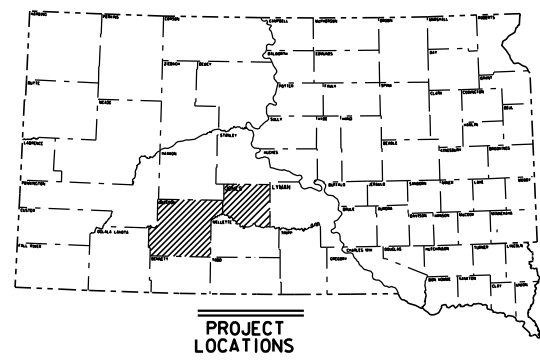 HARDING
PERKINS
CORSON
CAMPBELL
MCPHERSON
BROWN
MARSHALL
ROBERTS
WALWORTH
EDMUNDS
DAY
ZIEBACH
DEWEY
BUTTE
POTTER
FAULK
SPINK
GRANT
CLARK
CODINGTON
MEADE
SULLY
HYDE
HAND
DEUEL
HAMLIN
STANLEY
BEADLE
KINGSBURY
BROOKINGS
LAWRENCE
HAAKON
HUGHES
PENNINGTON
JACKSON
JONES
LYMAN
BUFFALO
JERAULD
SANBORN
MINER
LAKE
MOODY
CUSTER
OGLALA LAKOTA
MELLETTE
BRULE
AURORA
DAVISON
HANSON
MCCOOK
MINNEHAHA
TRIPP
FALL RIVER
BENNETT
TODD
GREGORY
CHARLES MIX
DOUGLAS
HUTCHINSON
TURNER
LINCOLN
BON HOMME
YANKTON
CLAY
UNION
PROJECT
LOCATIONS